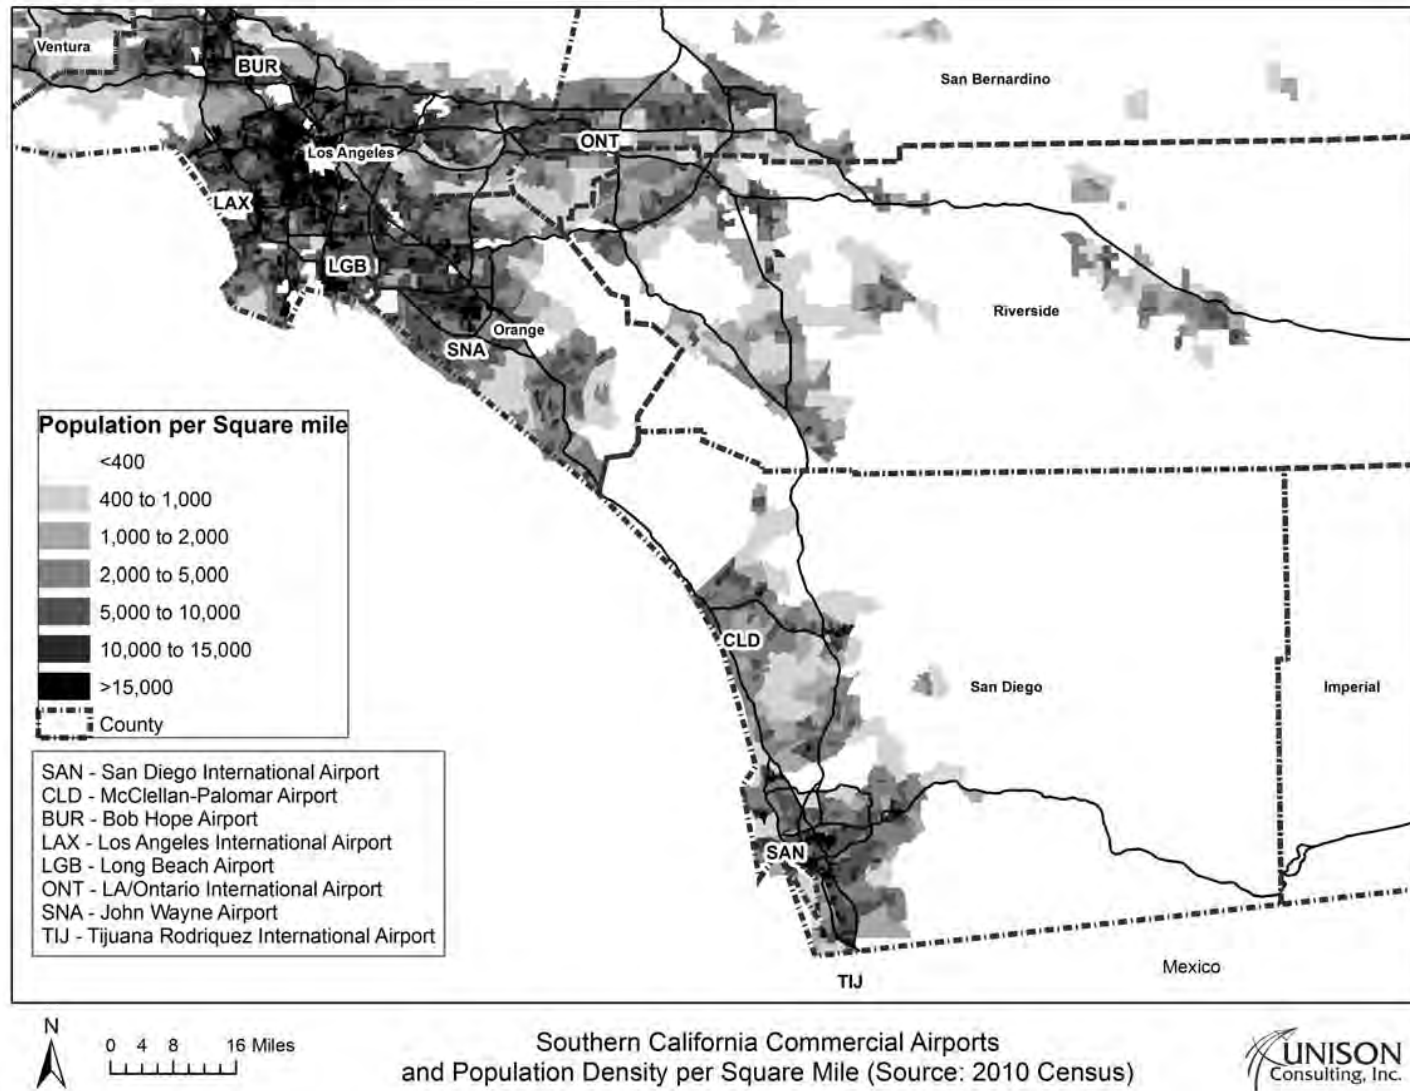 Ventura
BUR
San Bernardino
ONT
Los Angeles
LAX
LGB
Riverside
Orange
SNA
Population per Square mile
<400
400 to 1,000
1,000 to 2,000
2,000 to 5,000
5,000 to 10,000
10,000 to 15,000
>15,000
County
CLD
San Diego
Imperial
SAN - San Diego International Airport
CLD - McClellan-Palomar Airport
BUR - Bob Hope Airport
LAX - Los Angeles International Airport
LGB - Long Beach Airport
ONT - LA/Ontario International Airport
SNA - John Wayne Airport
TIJ - Tijuana Rodriquez International Airport
SAN
Mexico
TIJ
N
0 4 8 16 Miles
Southern California Commercial Airports
and Population Density per Square Mile (Source: 2010 Census)
UNISON
Consulting, Inc.